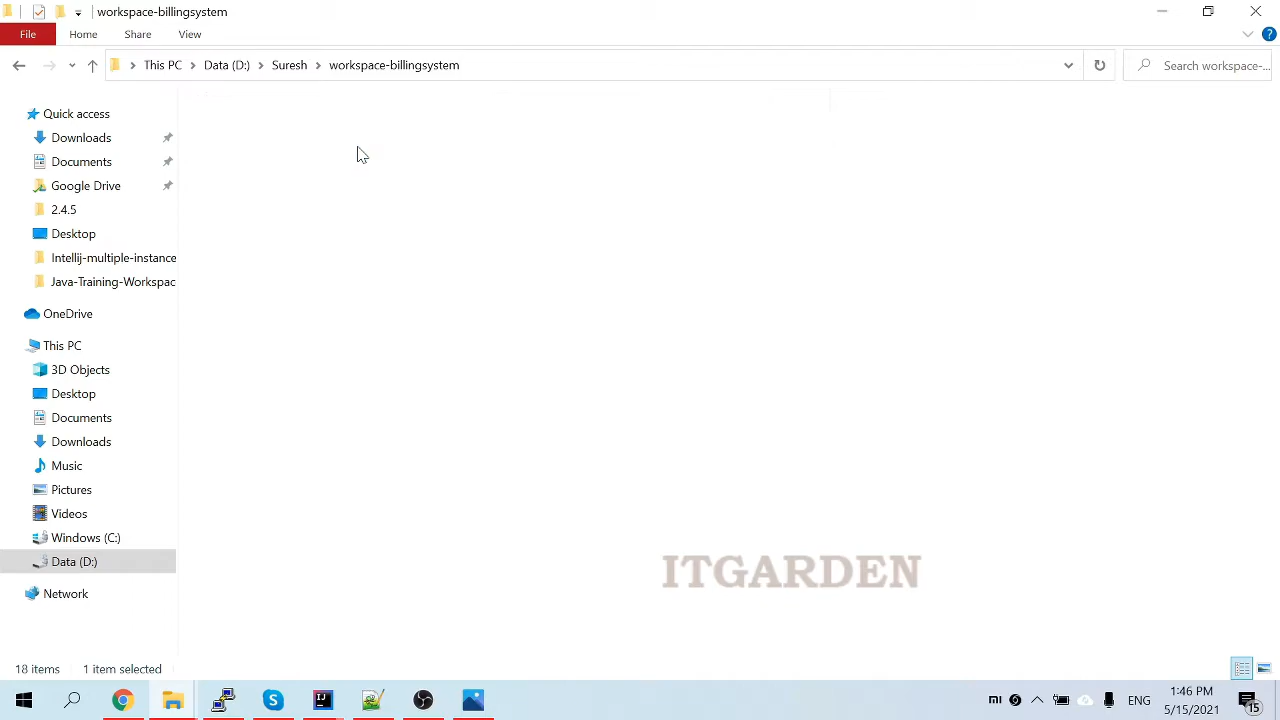 workspace-billingsystem
File Home Share View
This PC Data (D:) Suresh workspace-billingsystem
Search workspace-...
Quick access
Downloads
Documents
Google Drive
2.4.5
Desktop
Intellij-multiple-instance
Java-Training-Workspac
OneDrive
This PC
3D Objects
Desktop
Documents
Downloads
Music
Pictures
Videos
Windows (C:)
Data (D:)
Network
ITGARDEN
18 items 1 item selected
ENG
:46 PM
5/15/2021
15